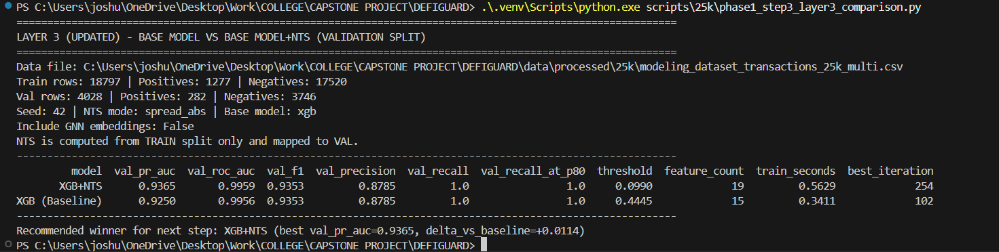 PS C:\Users\joshu\OneDrive\Desktop\Work\COLLEGE\CAPSTONE PROJECT\DEFIGUARD> .\.venv\Scripts\python.exe scripts\25k\phase1_step3_layer3_comparison.py
============================================================================================================
LAYER 3 (UPDATED) - BASE MODEL VS BASE MODEL+NTS (VALIDATION SPLIT)
============================================================================================================
Data file: C:\Users\joshu\OneDrive\Desktop\Work\COLLEGE\CAPSTONE PROJECT\DEFIGUARD\data\processed\25k\modeling_dataset_transactions_25k_multi.csv
Train rows: 18797 | Positives: 1277 | Negatives: 17520
Val rows: 4028 | Positives: 282 | Negatives: 3746
Seed: 42 | NTS mode: spread_abs | Base model: xgb
Include GNN embeddings: False
NTS is computed from TRAIN split only and mapped to VAL.
------------------------------------------------------------------------------------------------------------
model val_pr_auc val_roc_auc val_f1 val_precision val_recall val_recall_at_p80 threshold feature_count train_seconds best_iteration
XGB+NTS 0.9365 0.9959 0.9353 0.8785 1.0 1.0 0.0990 19 0.5629 254
XGB (Baseline) 0.9250 0.9956 0.9353 0.8785 1.0 1.0 0.4445 15 0.3411 102
------------------------------------------------------------------------------------------------------------
Recommended winner for next step: XGB+NTS (best val_pr_auc=0.9365, delta_vs_baseline=+0.0114)
PS C:\Users\joshu\OneDrive\Desktop\Work\COLLEGE\CAPSTONE PROJECT\DEFIGUARD>